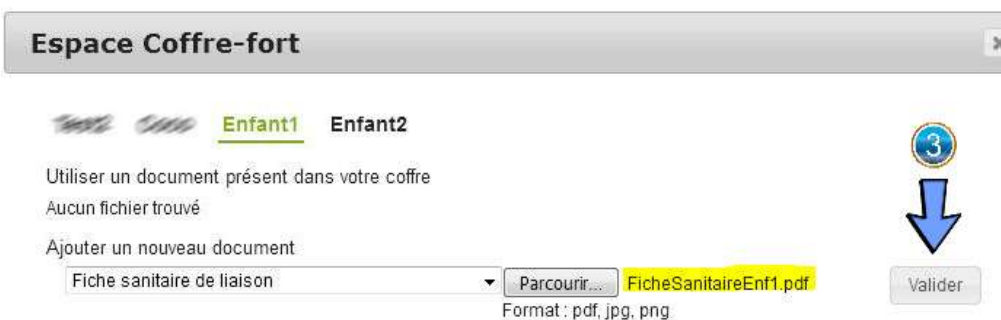 Espace Coffre-fort
Enfant1 Enfant2
3
Utiliser un document présent dans votre coffre
Aucun fichier trouvé
Ajouter un nouveau document
Fiche sanitaire de liaison Parcourir... FicheSanitaireEnf1.pdf Valider
Format : pdf, jpg, png